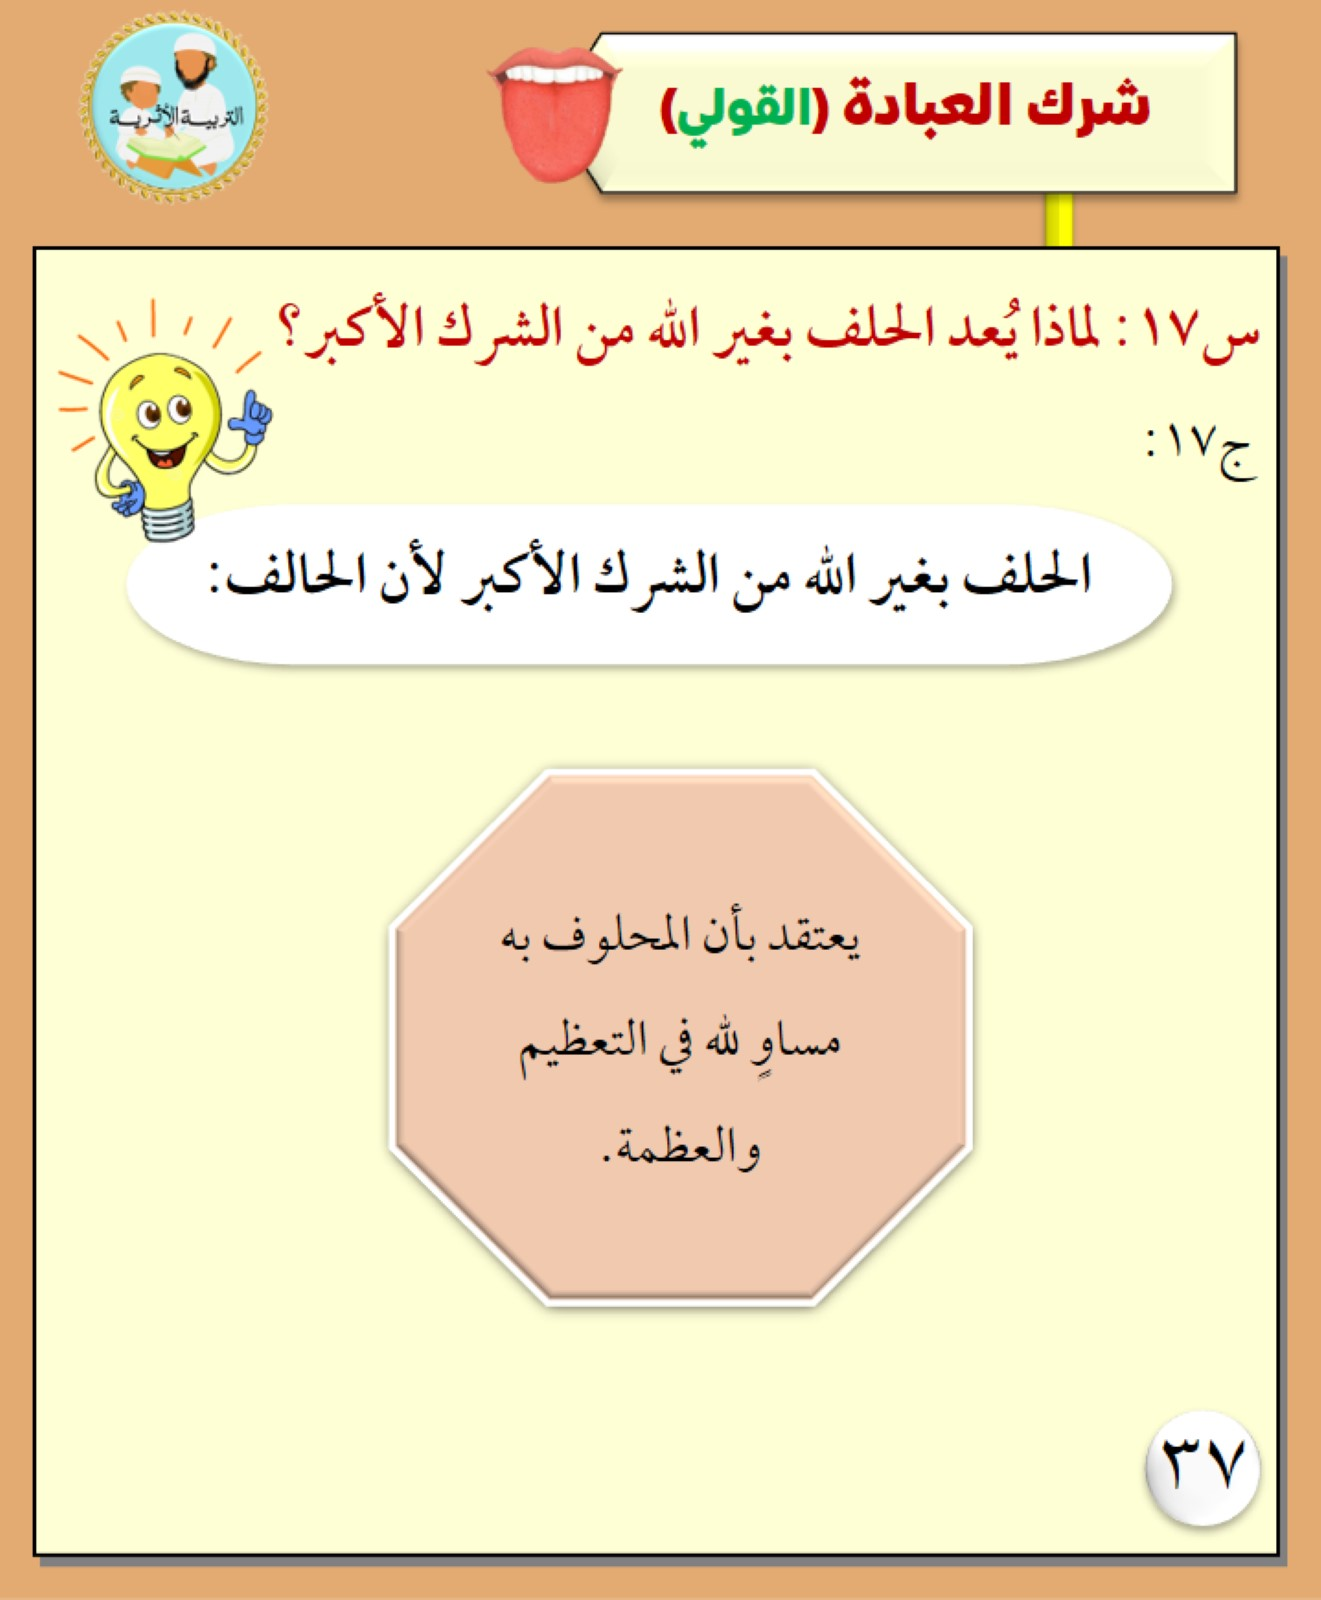 التربية الأثرية
شرك العبادة (القولي)
س١٧: لماذا يُعد الحلف بغير الله من الشرك الأكبر؟
ج١٧:
الحلف بغير الله من الشرك الأكبر لأن الحالف:
يعتقد بأن المحلوف به
مساوٍ لله في التعظيم
والعظمة.
٣٧